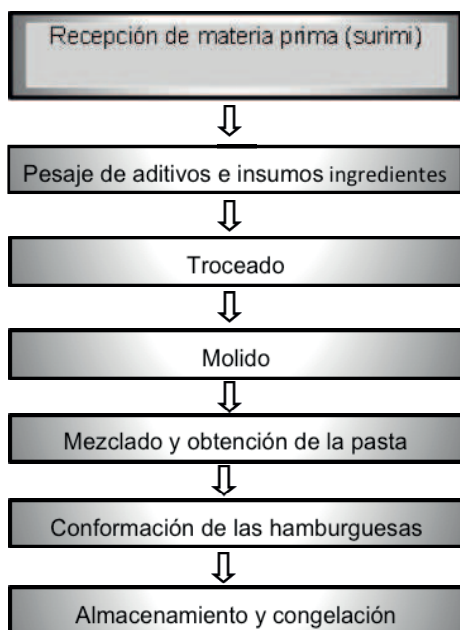 Recepción de materia prima (surimi)
Pesaje de aditivos e insumos ingredientes
Troceado
Molido
Mezclado y obtención de la pasta
Conformación de las hamburguesas
Almacenamiento y congelación